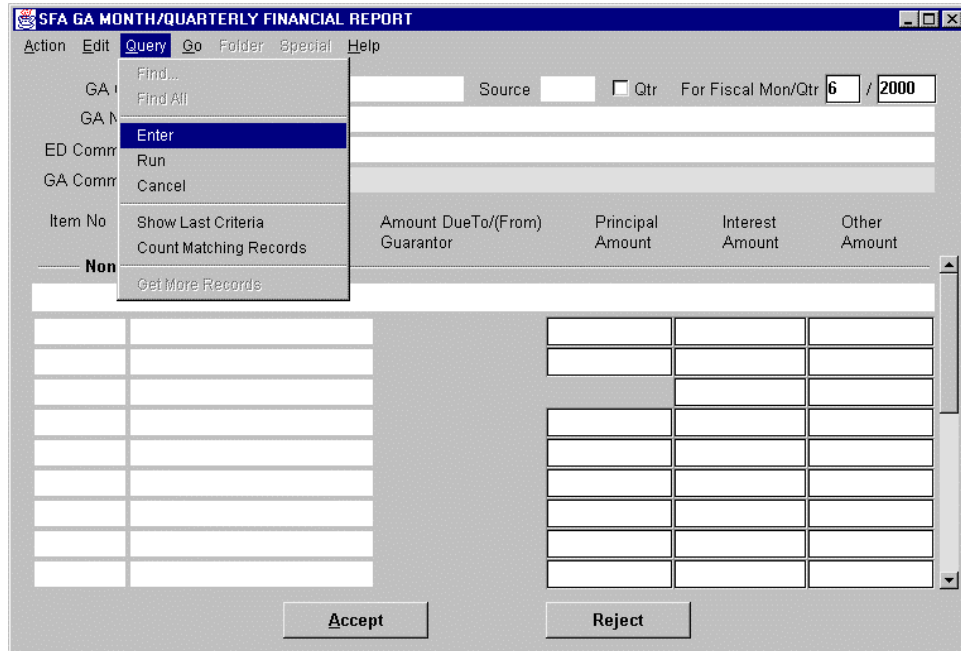 SFA GA MONTH/QUARTERLY FINANCIAL REPORT
Action Edit Query Go Folder Special Help
Find...
Find All
Enter
Run
Cancel
Show Last Criteria
Count Matching Records
Get More Records
GA Source Qtr For Fiscal Mon/Qtr 6 / 2000
GA
ED Comm
GA Comm
Item No Amount DueTo/(From) Principal Interest Other
Guarantor Amount Amount Amount
Non
Accept Reject